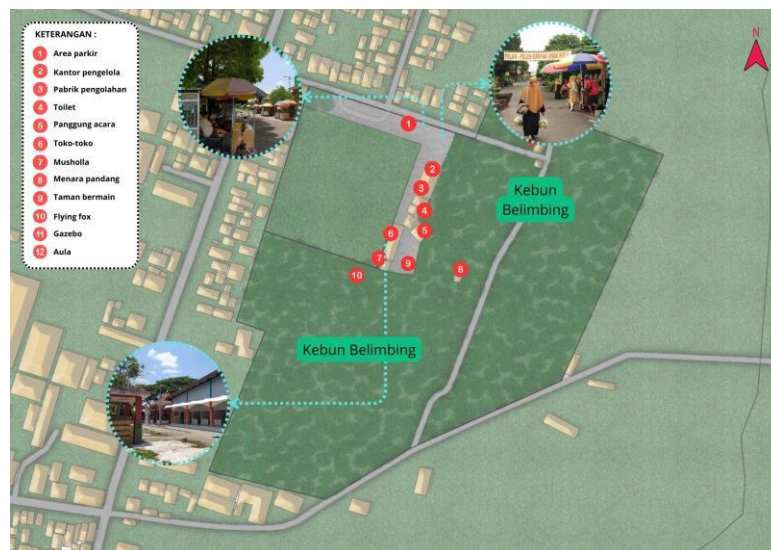 KETERANGAN :
1 Area parkir
2 Kantor pengelola
3 Pabrik pengolahan
4 Toilet
5 Panggung acara
6 Toko-toko
7 Musholla
8 Menara pandang
9 Taman bermain
10 Flying fox
11 Gazebo
12 Aula
N
1
2
3
4
5
6
7
8
9
10
Kebun
Belimbing
Kebun Belimbing